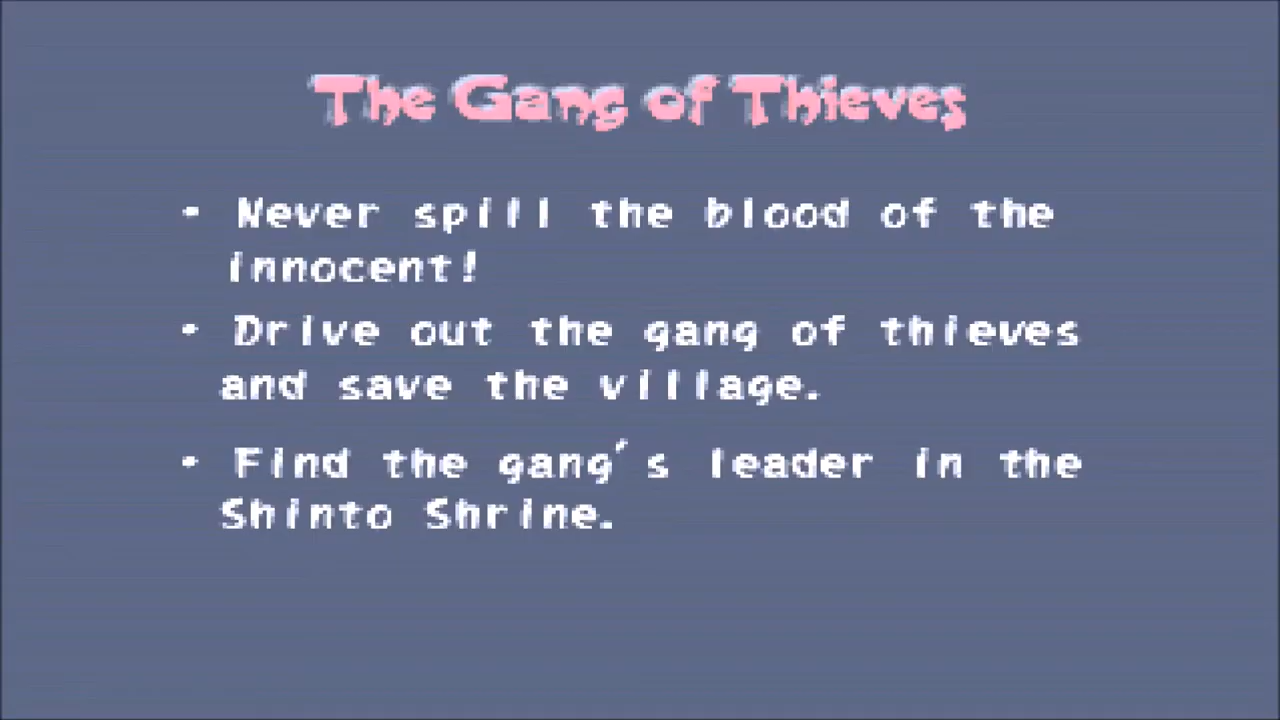 The Gang of Thieves
· Never spill the blood of the
innocent!
· Drive out the gang of thieves
and save the village.
· Find the gang's leader in the
Shinto Shrine.